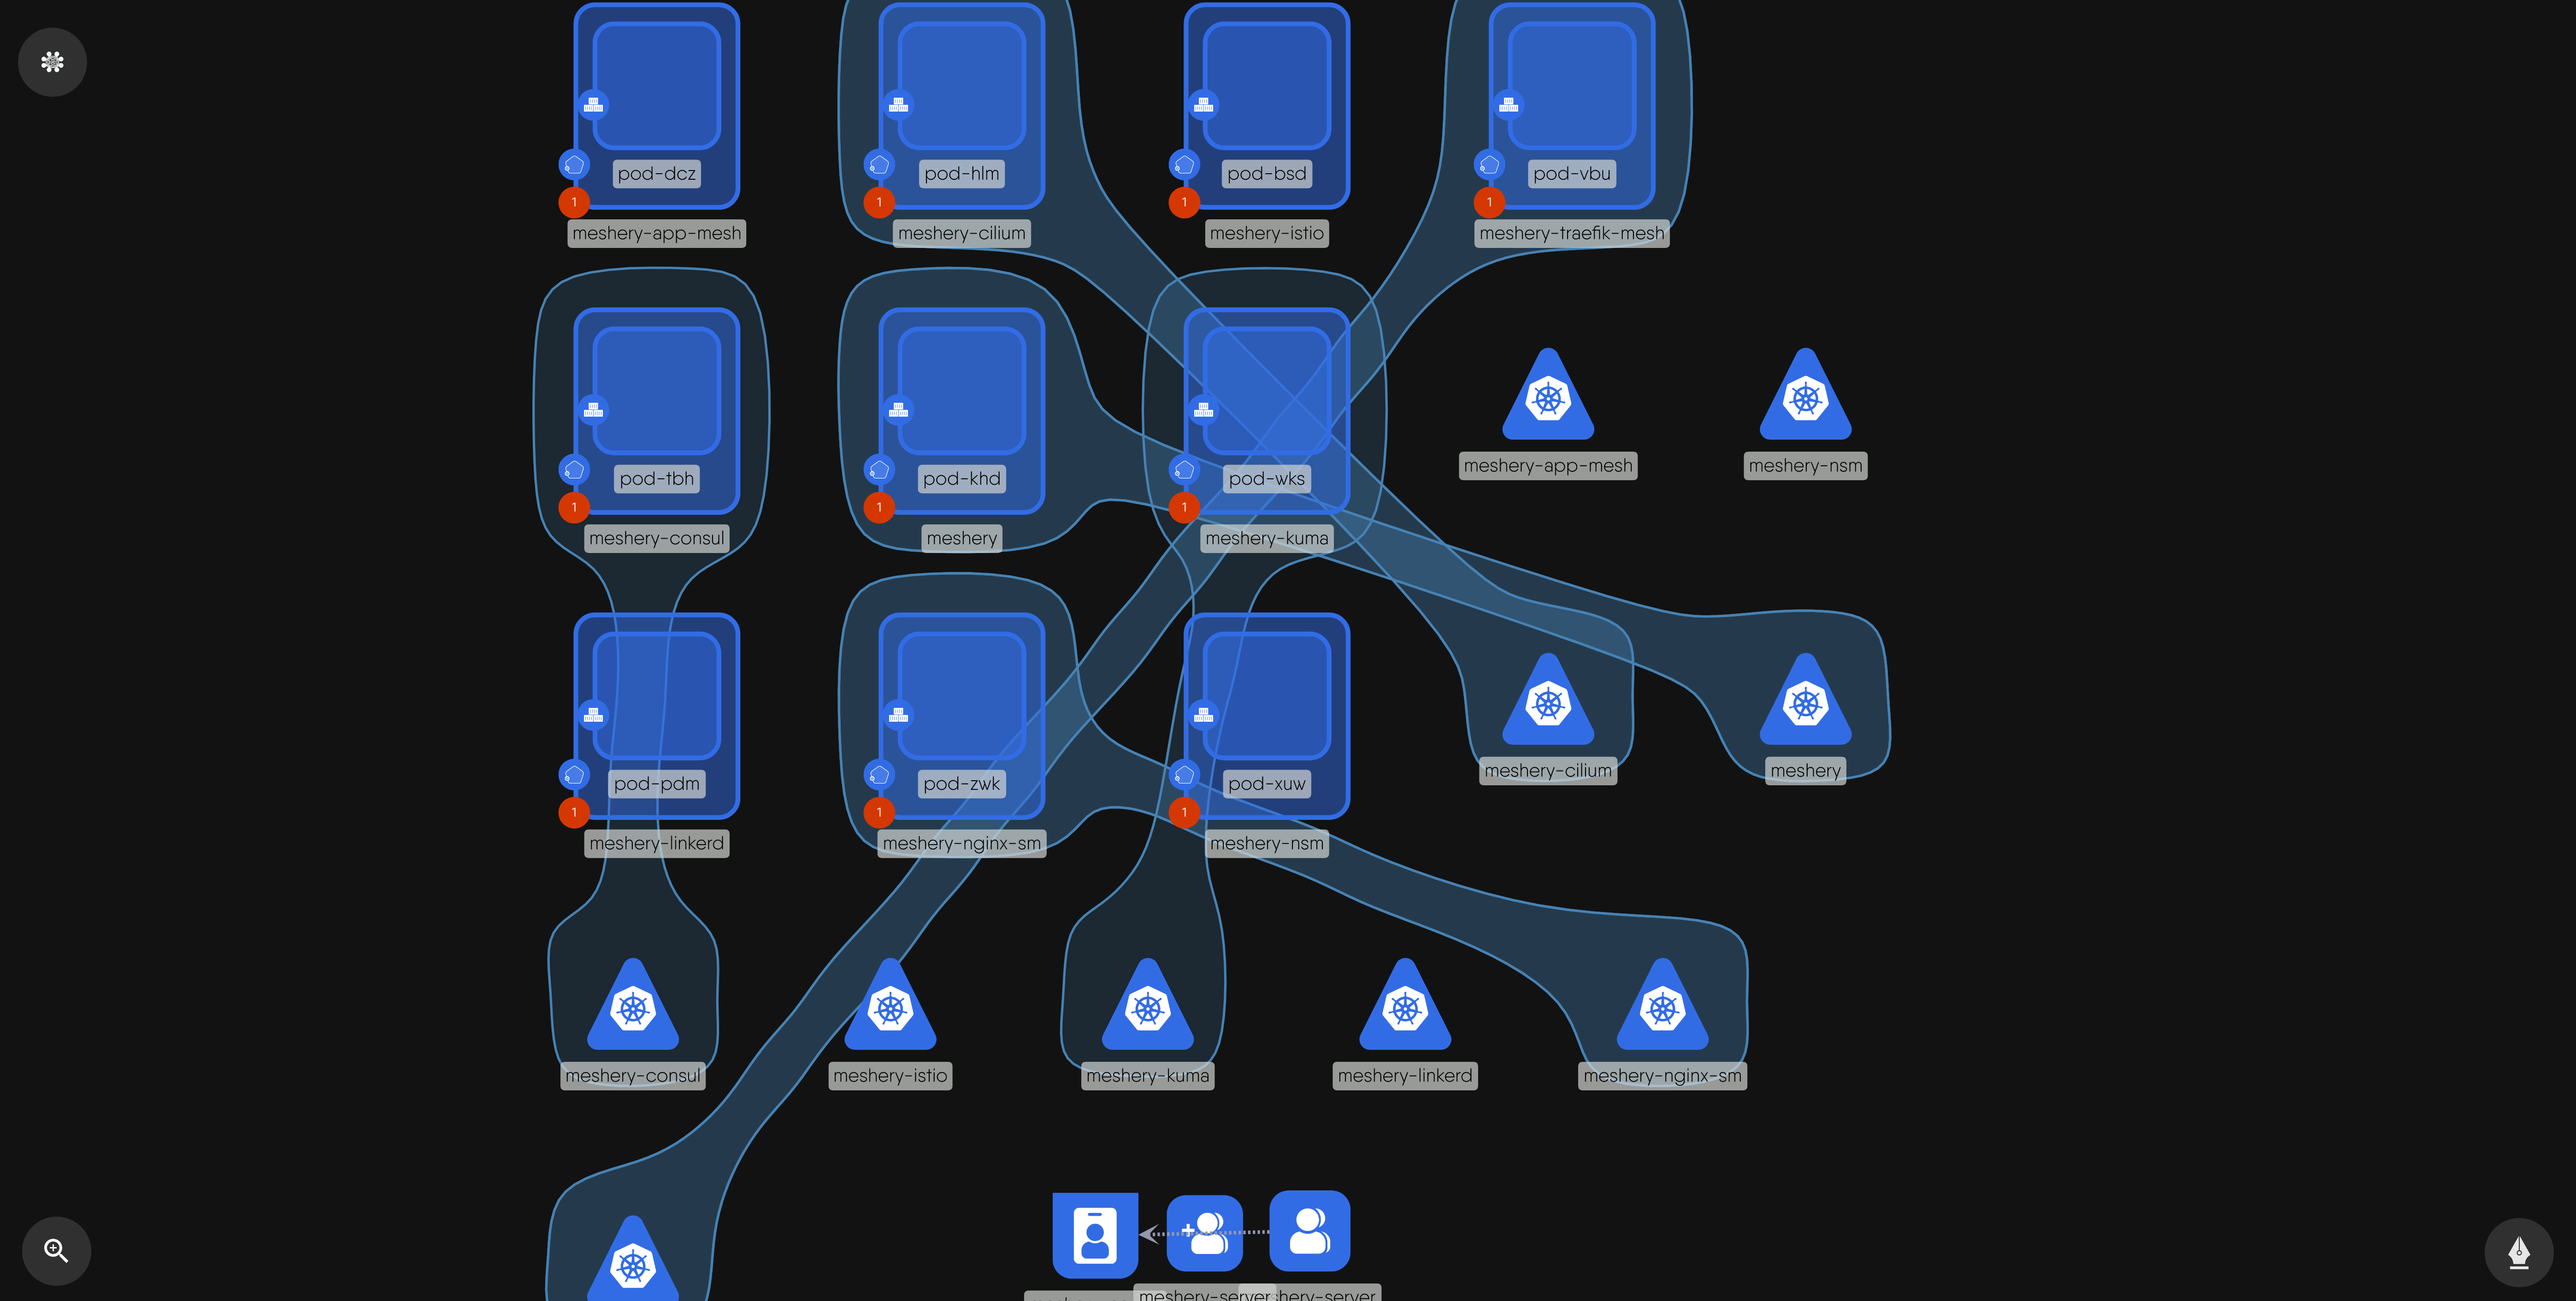 pod-dcz
pod-hlm
pod-bsd
pod-vbu
1
1
1
1
meshery-app-mesh
meshery-cilium
meshery-istio
meshery-traefik-mesh
pod-tbh
pod-khd
pod-wks
meshery-app-mesh
meshery-nsm
1
1
1
meshery-consul
meshery
meshery-kuma
pod-pdm
pod-zwk
pod-xuw
meshery-cilium
meshery
1
1
1
meshery-linkerd
meshery-nginx-sm
meshery-nsm
meshery-consul
meshery-istio
meshery-kuma
meshery-linkerd
meshery-nginx-sm
meshery-server
hery-server